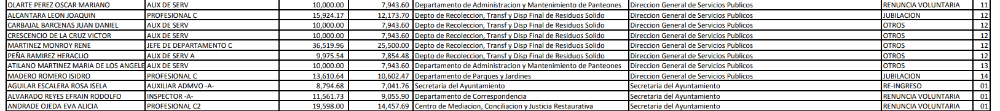 OLARTE PEREZ OSCAR MARIANO AUX DE SERV 10,000.00 7,943.60 Departamento de Administracion y Mantenimiento de Panteones Direccion General de Servicios Publicos RENUNCIA VOLUNTARIA 11
ALCANTARA LEON JOAQUIN PROFESIONAL C 15,924.17 12,173.70 Depto de Recoleccion, Transf y Disp Final de Residuos Solido Direccion General de Servicios Publicos JUBILACION 12
CARBAJAL BARCENAS JUAN DANIEL AUX DE SERV 10,000.00 7,943.60 Depto de Recoleccion, Transf y Disp Final de Residuos Solido Direccion General de Servicios Publicos OTROS 12
CRESCENCIO DE LA CRUZ VICTOR AUX DE SERV 10,000.00 7,943.60 Depto de Recoleccion, Transf y Disp Final de Residuos Solido Direccion General de Servicios Publicos OTROS 12
MARTINEZ MONROY RENE JEFE DE DEPARTAMENTO C 36,519.96 25,500.00 Depto de Recoleccion, Transf y Disp Final de Residuos Solido Direccion General de Servicios Publicos OTROS 12
PEÑA RAMIREZ HERACLIO AUX DE SERV A 9,975.54 7,854.48 Depto de Recoleccion, Transf y Disp Final de Residuos Solido Direccion General de Servicios Publicos OTROS 12
ATILANO MARTINEZ MARIA DE LOS ANGELE AUX DE SERV 10,000.00 7,943.60 Departamento de Administracion y Mantenimiento de Panteones Direccion General de Servicios Publicos OTROS 13
MADERO ROMERO ISIDRO PROFESIONAL C 13,610.64 10,602.47 Departamento de Parques y Jardines Direccion General de Servicios Publicos JUBILACION 14
AGUILAR ESCALERA ROSA ISELA AUXILIAR ADMVO -A- 8,794.68 7,041.76 Secretaria del Ayuntamiento Secretaria del Ayuntamiento RE-INGRESO 01
ALVARADO REYES EFRAIN RODOLFO INSPECTOR -A- 11,561.73 9,055.90 Departamento de Correspondencia Secretaria del Ayuntamiento RENUNCIA VOLUNTARIA 01
ANDRADE OJEDA EVA ALICIA PROFESIONAL C2 19,598.00 14,457.69 Centro de Mediacion, Conciliacion y Justicia Restaurativa Secretaria del Ayuntamiento RENUNCIA VOLUNTARIA 01